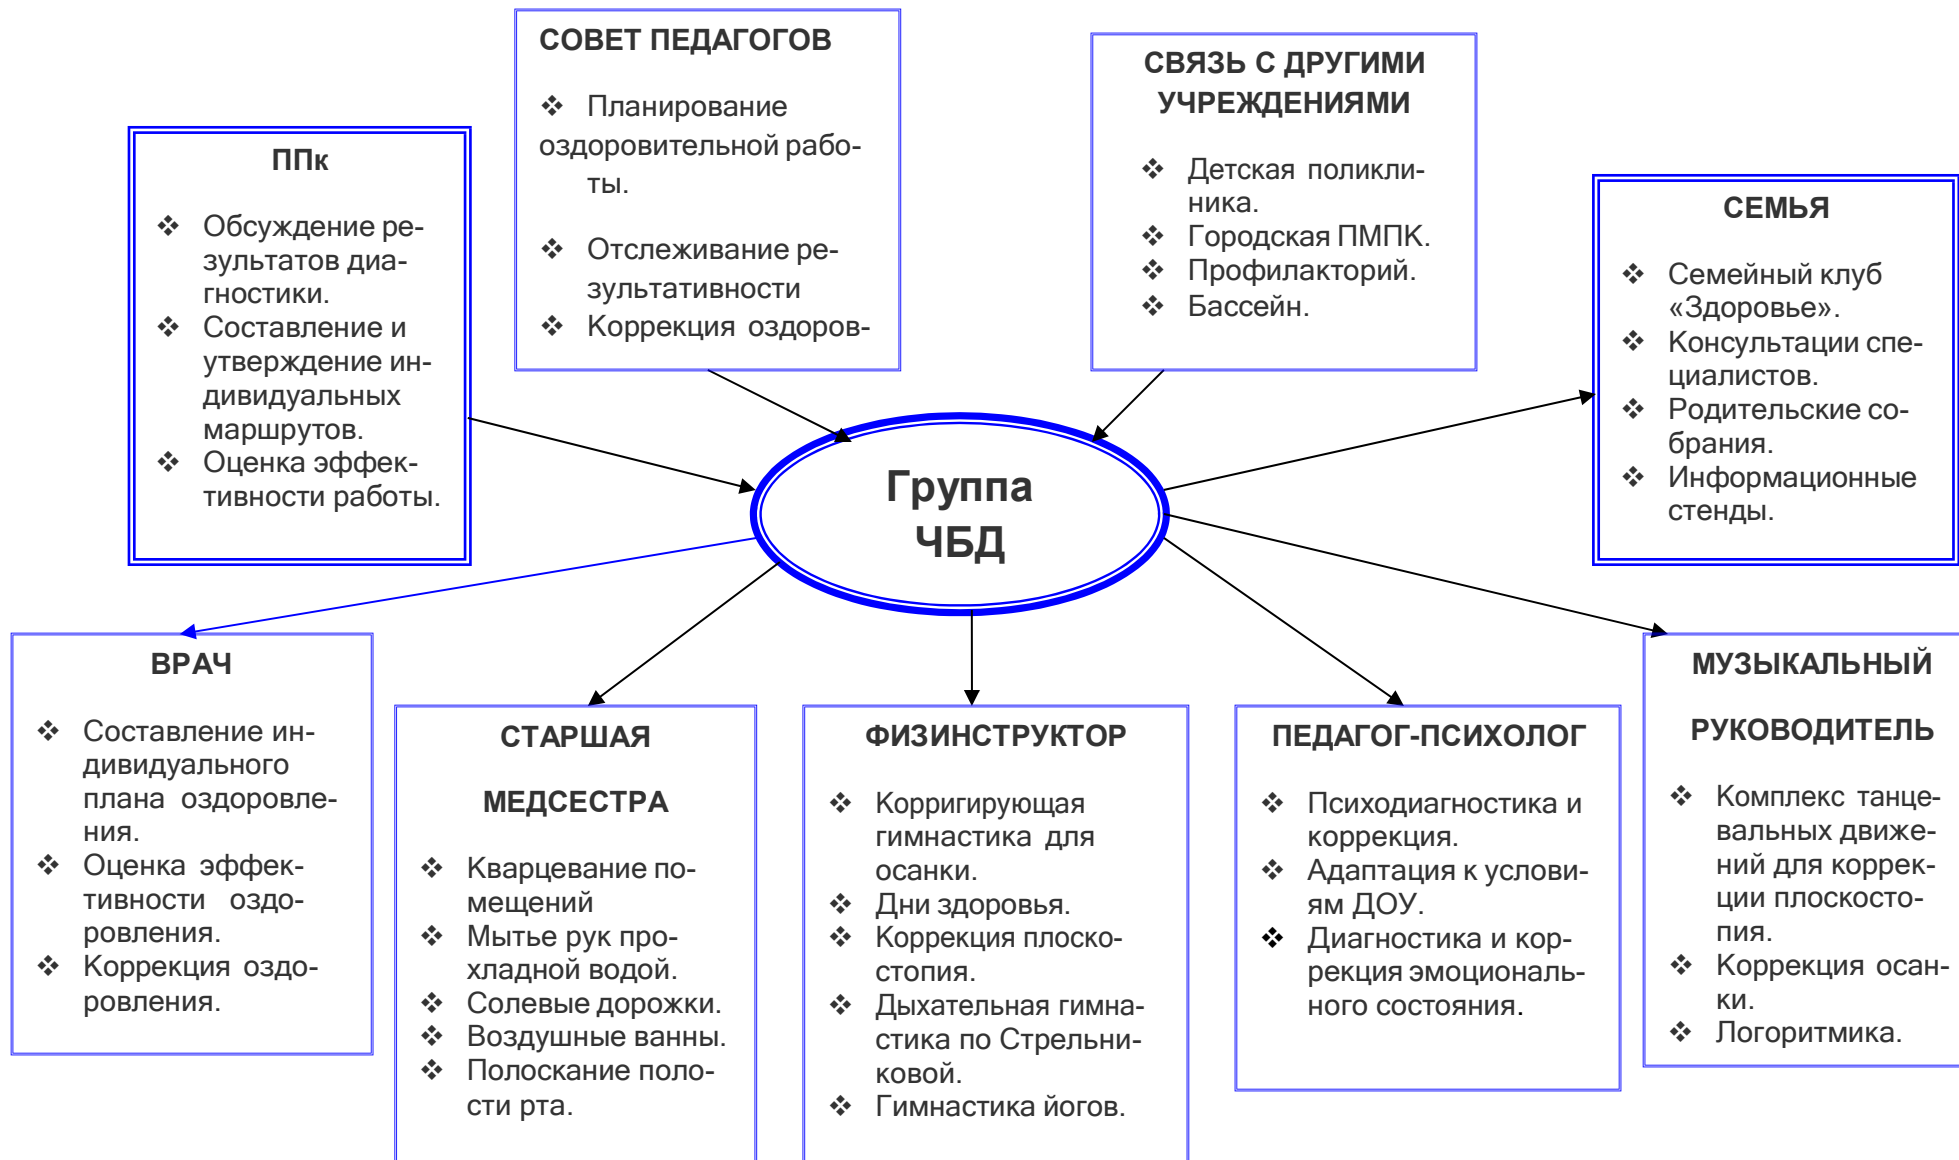 СОВЕТ ПЕДАГОГОВ
❖ Планирование
оздоровительной рабо-
ты.
❖ Отслеживание ре-
зультативности
❖ Коррекция оздоров-
СВЯЗЬ С ДРУГИМИ
УЧРЕЖДЕНИЯМИ
❖ Детская поликли-
ника.
❖ Городская ПМПК.
❖ Профилакторий.
❖ Бассейн.
ППк
❖ Обсуждение ре-
зультатов диа-
гностики.
❖ Составление и
утверждение ин-
дивидуальных
маршрутов.
❖ Оценка эффек-
тивности работы.
СЕМЬЯ
❖ Семейный клуб
«Здоровье».
❖ Консультации спе-
циалистов.
❖ Родительские со-
брания.
❖ Информационные
стенды.
Группа
ЧБД
ВРАЧ
❖ Составление ин-
дивидуального
плана оздоровле-
ния.
❖ Оценка эффек-
тивности оздо-
ровления.
❖ Коррекция оздо-
ровления.
СТАРШАЯ
МЕДСЕСТРА
❖ Кварцевание по-
мещений
❖ Мытье рук про-
хладной водой.
❖ Солевые дорожки.
❖ Воздушные ванны.
❖ Полоскание поло-
сти рта.
ФИЗИНСТРУКТОР
❖ Корригирующая
гимнастика для
осанки.
❖ Дни здоровья.
❖ Коррекция плоско-
стопия.
❖ Дыхательная гимна-
стика по Стрельни-
ковой.
❖ Гимнастика йогов.
ПЕДАГОГ-ПСИХОЛОГ
❖ Психодиагностика и
коррекция.
❖ Адаптация к услови-
ям ДОУ.
❖ Диагностика и кор-
рекция эмоциональ-
ного состояния.
МУЗЫКАЛЬНЫЙ
РУКОВОДИТЕЛЬ
❖ Комплекс танце-
вальных движе-
ний для коррек-
ции плоскосто-
пия.
❖ Коррекция осан-
ки.
❖ Логоритмика.